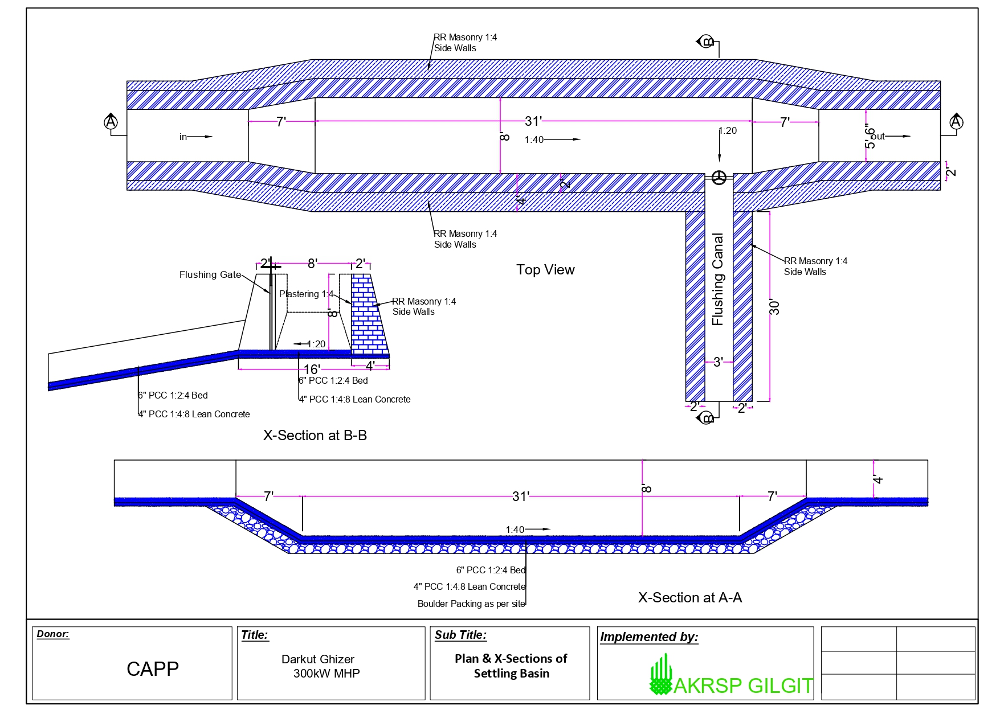 RR Masonry 1:4
Side Walls
B
A
7'
31'
7'
A
in
8'
1:40
1:20
5' 6"
out
2'
2'
4'
RR Masonry 1:4
Side Walls
Top View
Flushing Canal
RR Masonry 1:4
Side Walls
30'
3'
2'
2'
B
2'
8'
2'
Flushing Gate
Plastering 1:4
RR Masonry 1:4
Side Walls
8'
1:20
16'
4'
6" PCC 1:2:4 Bed
4" PCC 1:4:8 Lean Concrete
6" PCC 1:2:4 Bed
4" PCC 1:4:8 Lean Concrete
X-Section at B-B
7'
31'
8'
7'
4'
1:40
6" PCC 1:2:4 Bed
4" PCC 1:4:8 Lean Concrete
Boulder Packing as per site
X-Section at A-A
Donor:
CAPP
Title:
Darkut Ghizer
300kW MHP
Sub Title:
Plan & X-Sections of
Settling Basin
Implemented by:
AKRSP GILGIT